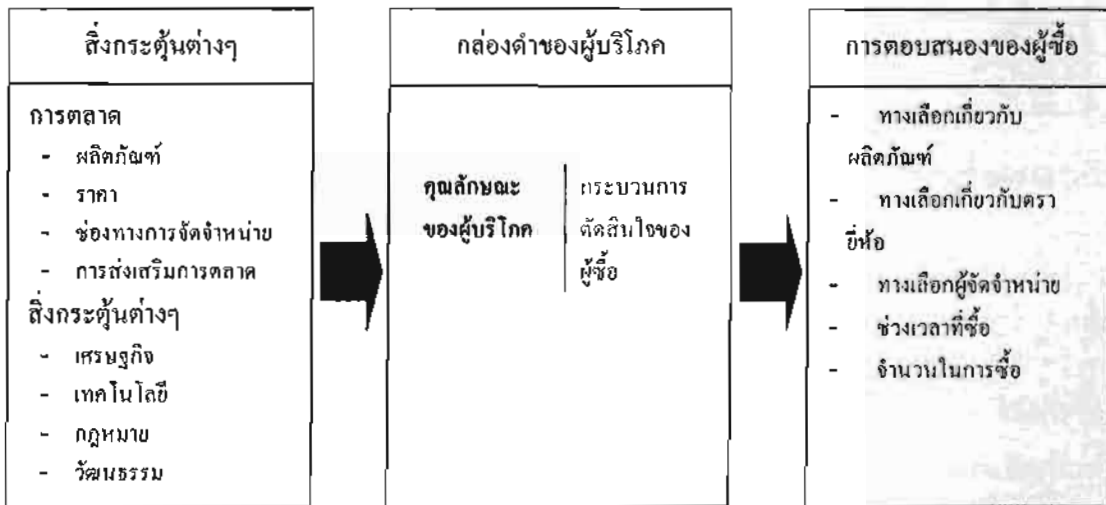 สิ่งกระตุ้นต่างๆ
การตลาด
- ผลิตภัณฑ์
- ราคา
- ช่องทางการจัดจำหน่าย
- การส่งเสริมการตลาด
สิ่งกระตุ้นต่างๆ
- เศรษฐกิจ
- เทคโนโลยี
- กฎหมาย
- วัฒนธรรม
กล่องดำของผู้บริโภค
คุณลักษณะ
ของผู้บริโภค
กระบวนการ
ตัดสินใจของ
ผู้ซื้อ
การตอบสนองของผู้ซื้อ
- ทางเลือกเกี่ยวกับ
ผลิตภัณฑ์
- ทางเลือกเกี่ยวกับตรา
ยี่ห้อ
- ทางเลือกผู้จัดจำหน่าย
- ช่วงเวลาที่ซื้อ
- จำนวนในการซื้อ